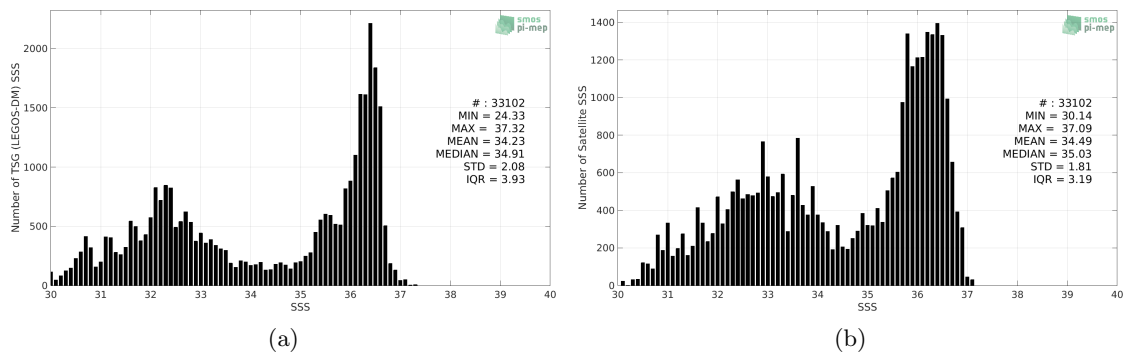 smos
pi-mep
Number of TSG (LEGOS-DM) SSS
2000
1500
1000
500
0
# : 33102
MIN = 24.33
MAX = 37.32
MEAN = 34.23
MEDIAN = 34.91
STD = 2.08
IQR = 3.93
30 31 32 33 34 35 36 37 38 39 40
SSS
(a)
smos
pi-mep
Number of Satellite SSS
1400
1200
1000
800
600
400
200
0
# : 33102
MIN = 30.14
MAX = 37.09
MEAN = 34.49
MEDIAN = 35.03
STD = 1.81
IQR = 3.19
30 31 32 33 34 35 36 37 38 39 40
SSS
(b)